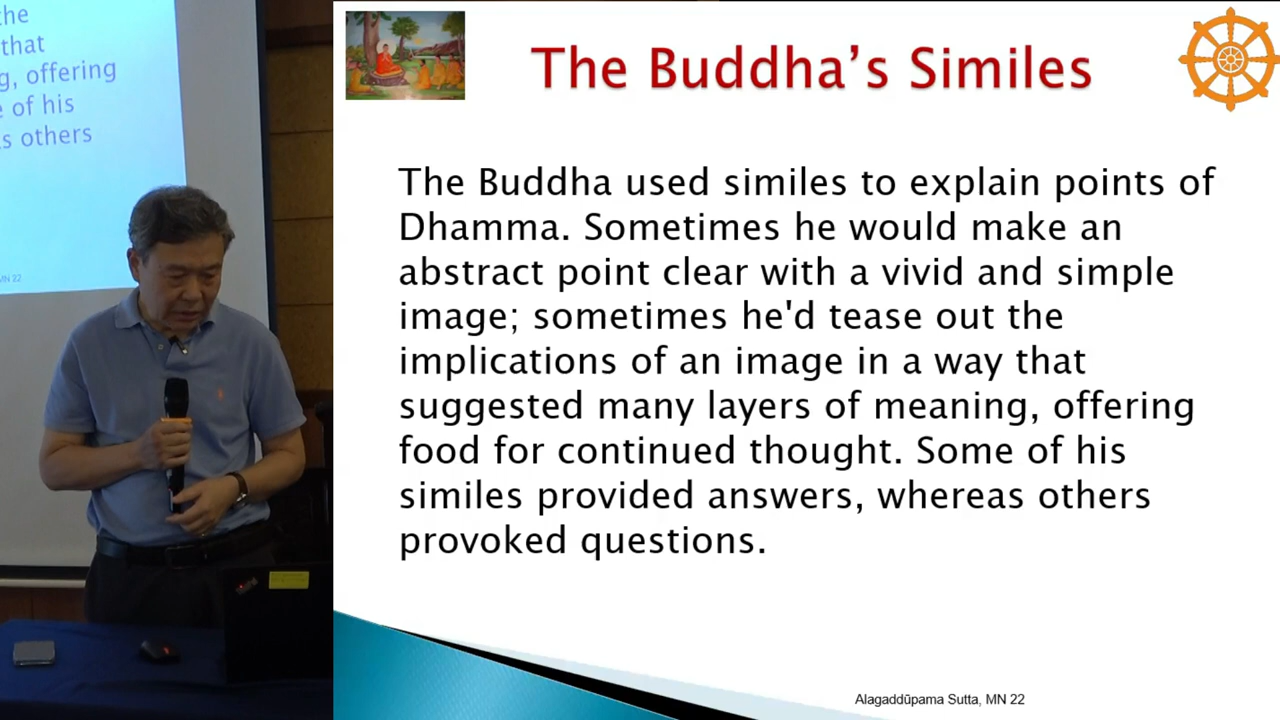 the
that
g, offering
of his
s others
MN 22
The Buddha's Similes
The Buddha used similes to explain points of
Dhamma. Sometimes he would make an
abstract point clear with a vivid and simple
image; sometimes he'd tease out the
implications of an image in a way that
suggested many layers of meaning, offering
food for continued thought. Some of his
similes provided answers, whereas others
provoked questions.
Alagaddūpama Sutta, MN 22